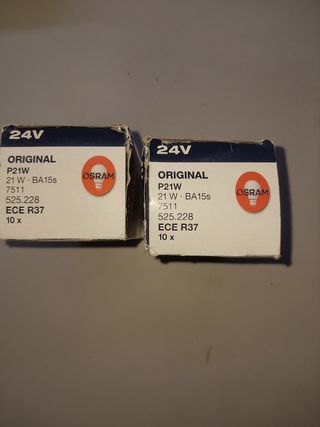 24V
ORIGINAL
P21W
21 W · BA15s
7511
525.228
ECE R37
10 x
OSRAM
24V
ORIGINAL
P21W
21 W · BA15s
7511
525.228
ECE R37
10 x
OSRAM